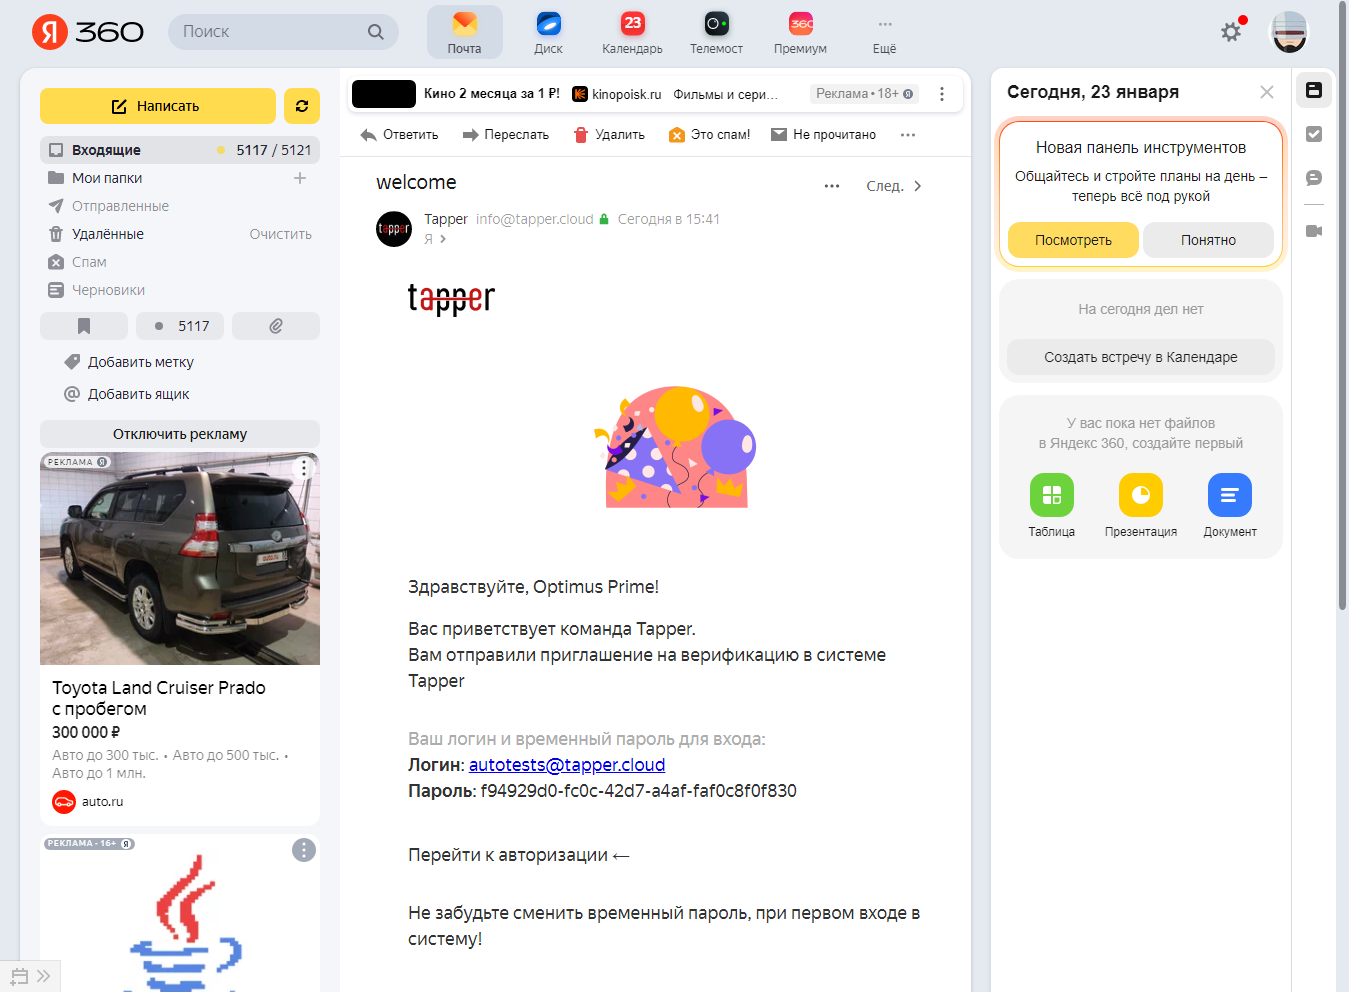 Я 360
Поиск
Почта
Диск
23
Календарь
Телемост
360
Премиум
Ещё
Написать
Входящие
5117 / 5121
Мои папки
Отправленные
Удалённые
Очистить
Спам
Черновики
5117
Добавить метку
Добавить ящик
Отключить рекламу
РЕКЛАМА Я
Toyota Land Cruiser Prado
с пробегом
300 000 ₽
Авто до 300 тыс. • Авто до 500 тыс. •
Авто до 1 млн.
auto.ru
РЕКЛАМА • 16+ Я
Кино 2 месяца за 1 ₽!
kinopoisk.ru
Фильмы и сери...
Реклама • 18+ Я
Ответить
Переслать
Удалить
Это спам!
Не прочитано
welcome
След.
tapper
Tapper info@tapper.cloud Сегодня в 15:41
Я
tapper
Здравствуйте, Optimus Prime!
Вас приветствует команда Tapper.
Вам отправили приглашение на верификацию в системе
Tapper
Ваш логин и временный пароль для входа:
Логин: autotests@tapper.cloud
Пароль: f94929d0-fc0c-42d7-a4af-faf0c8f0f830
Перейти к авторизации ←
Не забудьте сменить временный пароль, при первом входе в
систему!
Сегодня, 23 января
Новая панель инструментов
Общайтесь и стройте планы на день –
теперь всё под рукой
Посмотреть
Понятно
На сегодня дел нет
Создать встречу в Календаре
У вас пока нет файлов
в Яндекс 360, создайте первый
Таблица
Презентация
Документ